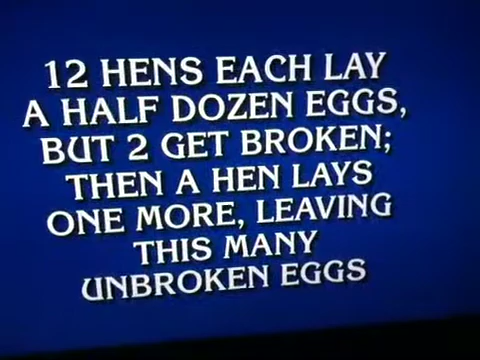 12 HENS EACH LAY
A HALF DOZEN EGGS,
BUT 2 GET BROKEN;
THEN A HEN LAYS
ONE MORE, LEAVING
THIS MANY
UNBROKEN EGGS